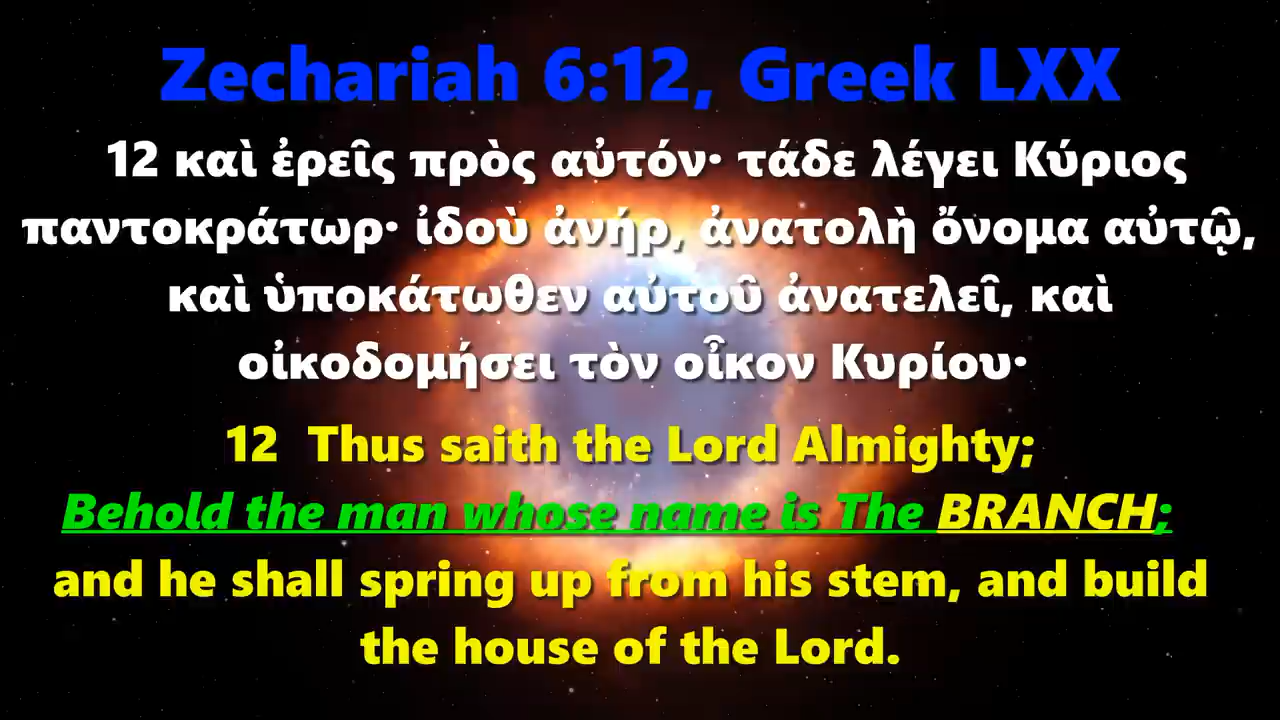 Zechariah 6:12, Greek LXX
12 καὶ ἐρεῖς πρὸς αὐτόν· τάδε λέγει Κύριος
παντοκράτωρ· ἰδοὺ ἀνήρ, ἀνατολὴ ὄνομα αὐτῷ,
καὶ ὑποκάτωθεν αὐτοῦ ἀνατελεῖ, καὶ
οἰκοδομήσει τὸν οἶκον Κυρίου·
12 Thus saith the Lord Almighty;
Behold the man whose name is The BRANCH;
and he shall spring up from his stem, and build
the house of the Lord.